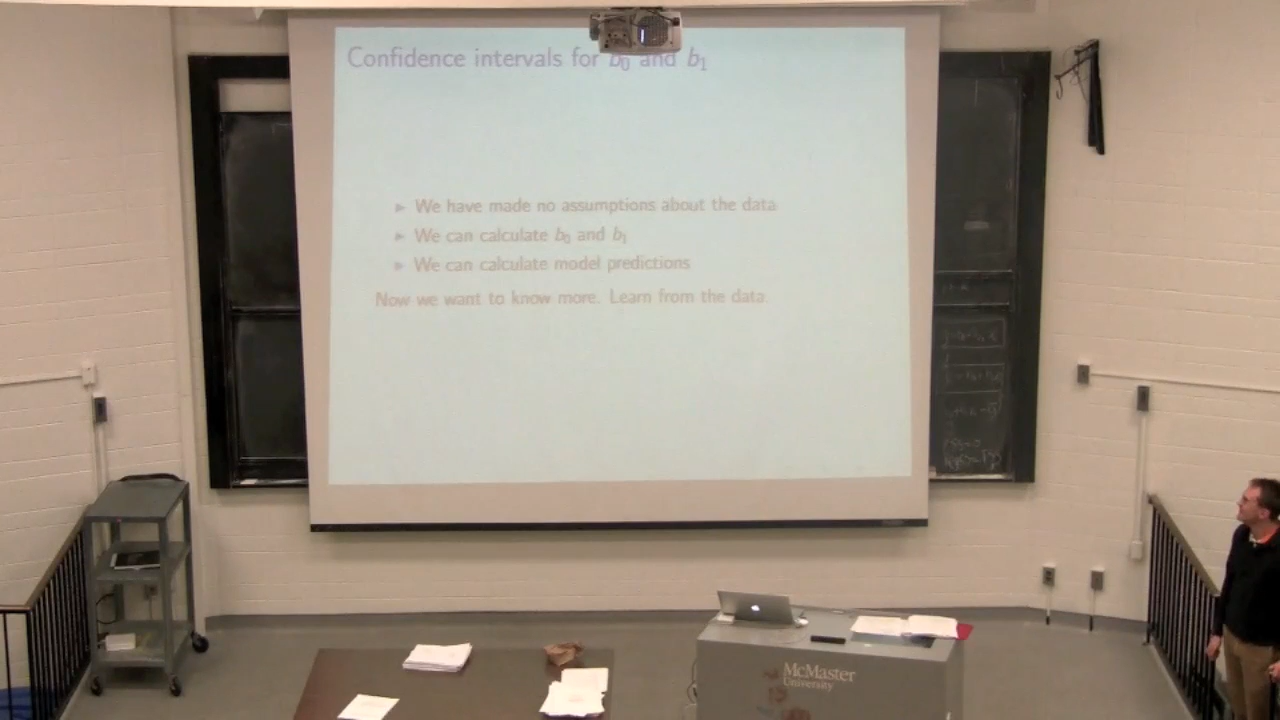 Confidence intervals for b0 and b1
We have made no assumptions about the data
We can calculate b0 and b1
We can calculate model predictions
Now we want to know more. Learn from the data.
McMaster
University